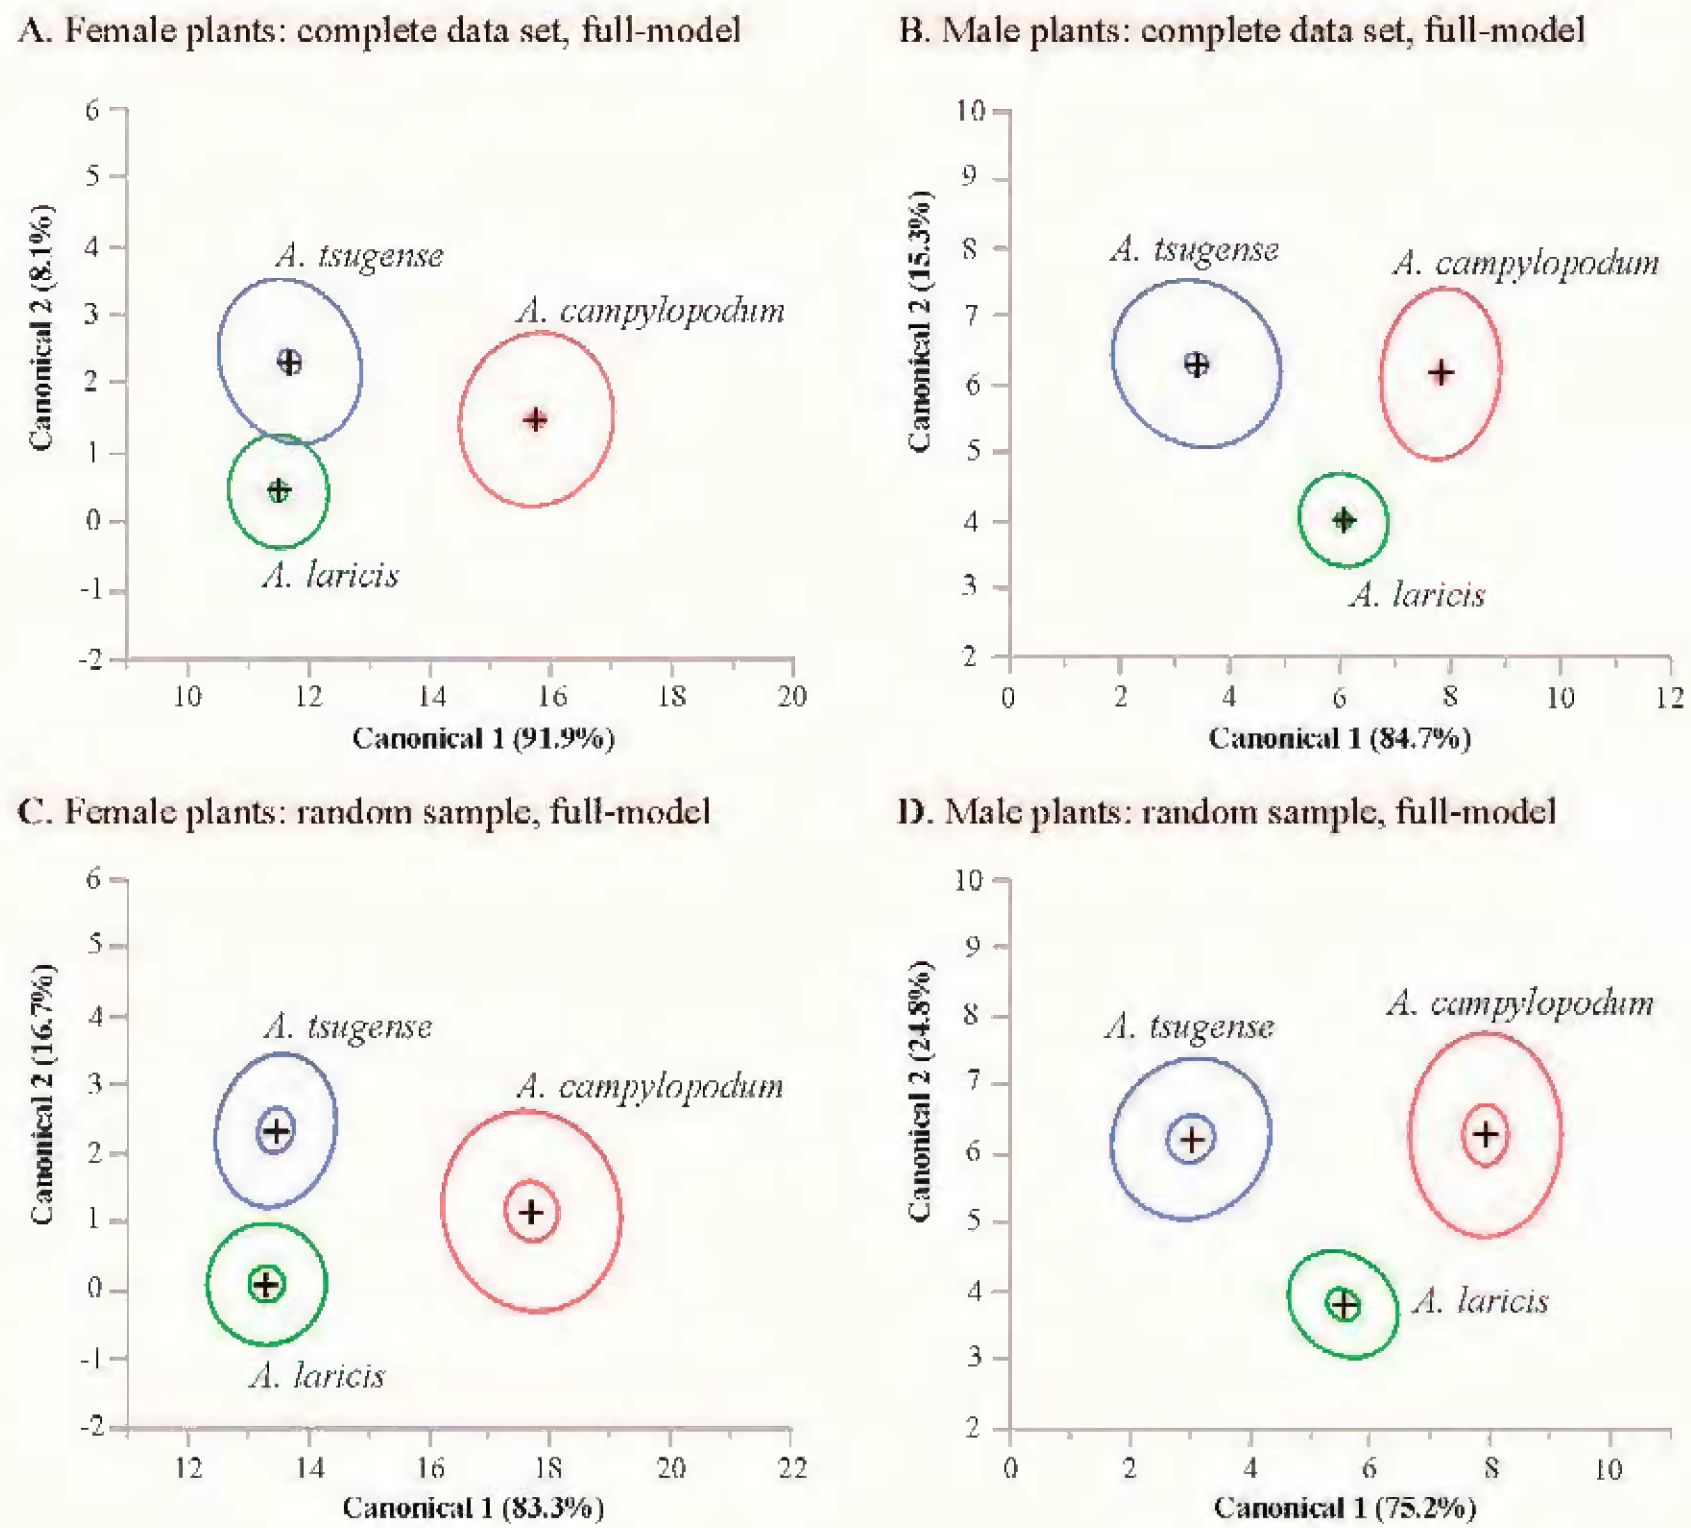 A. Female plants: complete data set, full-model
6
5
4
3
2
1
0
-1
-2
Canonical 2 (8.1%)
A. tsugense
A. campylopodum
A. laricis
10 12 14 16 18 20
Canonical 1 (91.9%)
B. Male plants: complete data set, full-model
10
9
8
7
6
5
4
3
2
Canonical 2 (15.3%)
A. tsugense
A. campylopodum
A. laricis
0 2 4 6 8 10 12
Canonical 1 (84.7%)
C. Female plants: random sample, full-model
6
5
4
3
2
1
0
-1
-2
Canonical 2 (16.7%)
A. tsugense
A. campylopodum
A. laricis
12 14 16 18 20 22
Canonical 1 (83.3%)
D. Male plants: random sample, full-model
10
9
8
7
6
5
4
3
2
Canonical 2 (24.8%)
A. tsugense
A. campylopodum
A. laricis
0 2 4 6 8 10
Canonical 1 (75.2%)